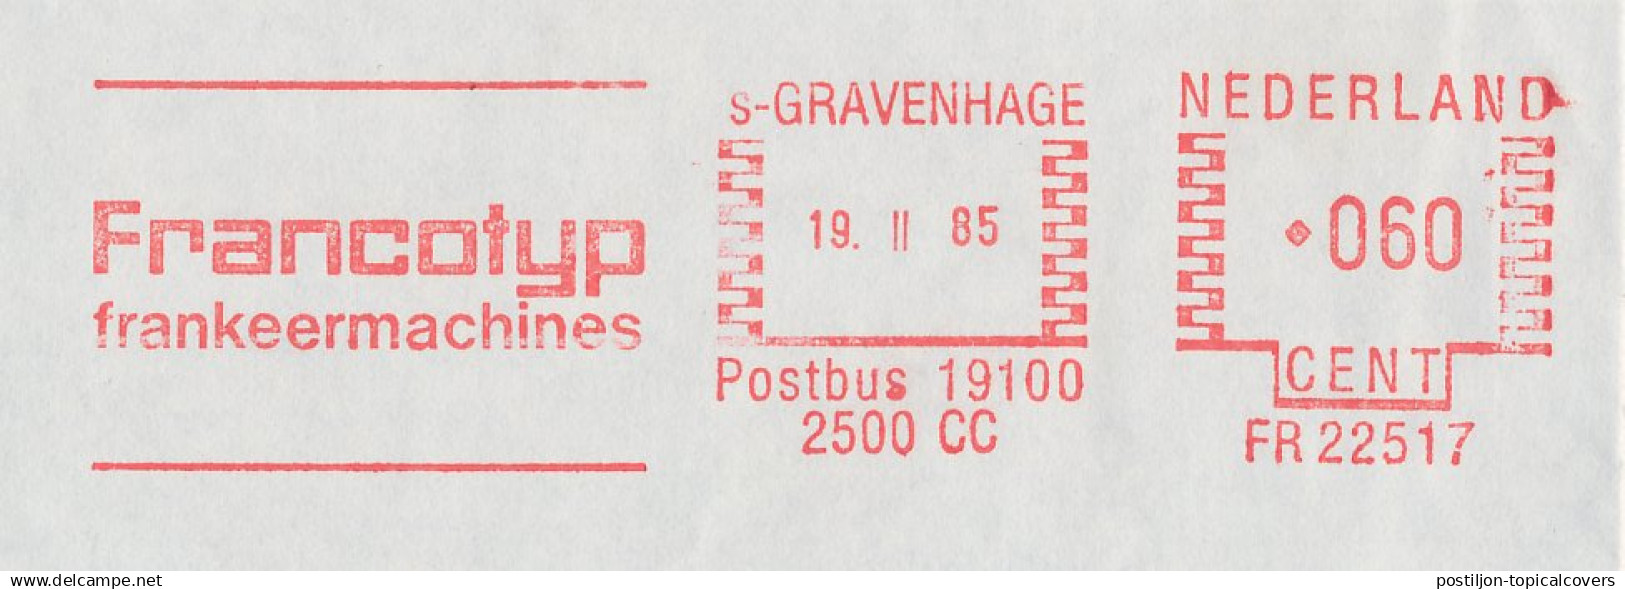 Francotyp
frankeermachines
s-GRAVENHAGE
19. II 85
Postbus 19100
2500 CC
NEDERLAND
060
CENT
FR 22517
www.delcampe.net
postiljon-topicalcovers